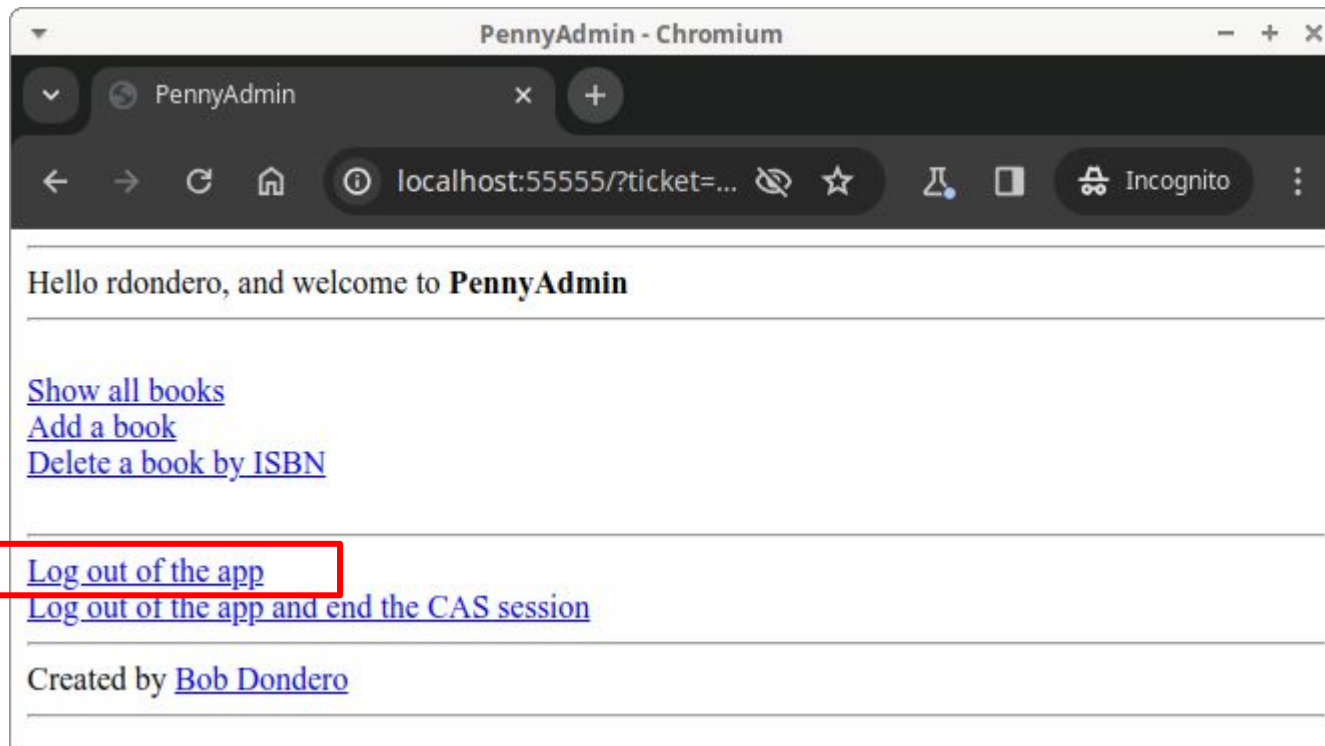 PennyAdmin - Chromium
PennyAdmin
localhost:55555/?ticket=...
Incognito
Hello rdondero, and welcome to PennyAdmin
Show all books
Add a book
Delete a book by ISBN
Log out of the app
Log out of the app and end the CAS session
Created by Bob Dondero